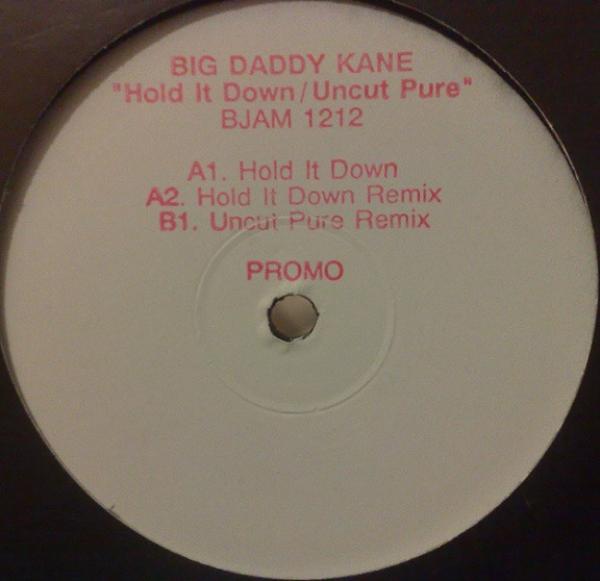 BIG DADDY KANE
"Hold It Down/Uncut Pure"
BJAM 1212
A1. Hold It Down
A2. Hold It Down Remix
B1. Uncut Pure Remix
PROMO